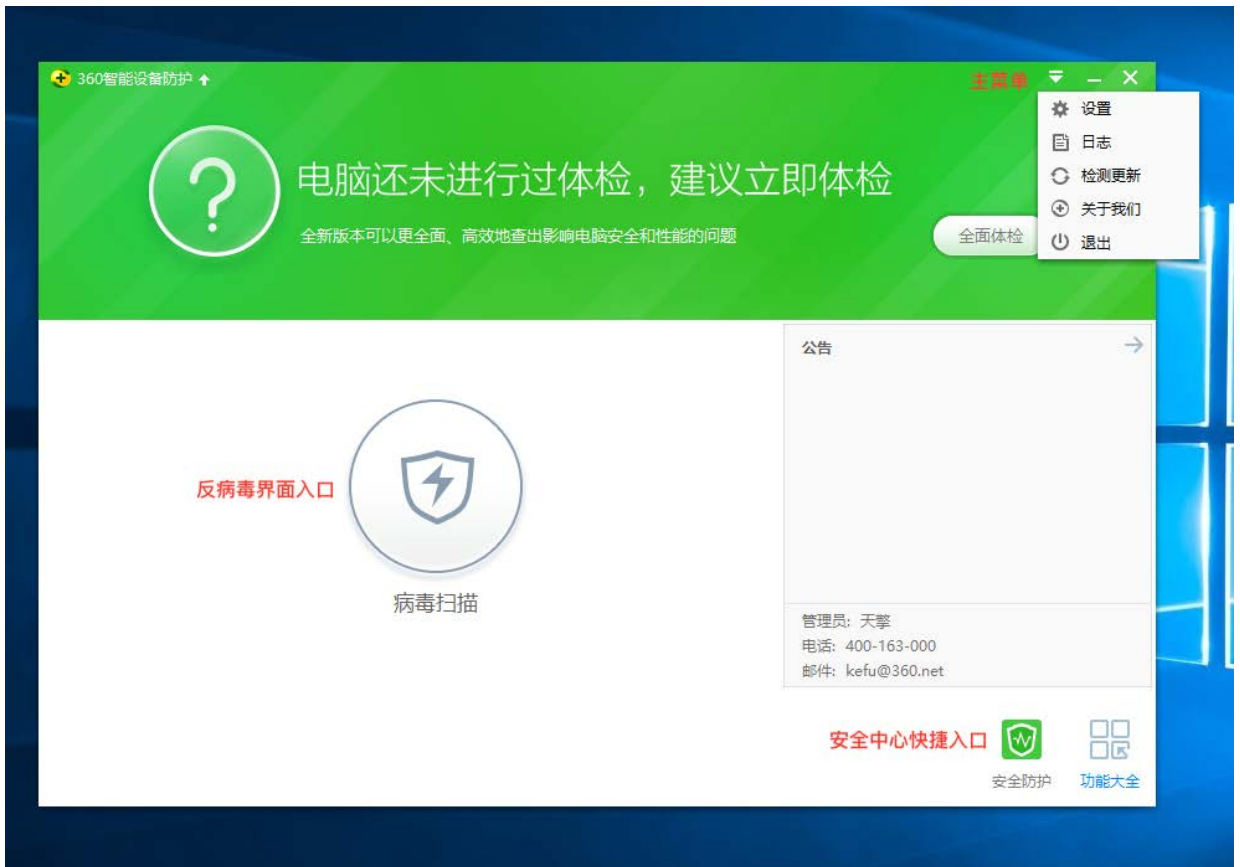 360智能设备防护
主菜单
设置
日志
检测更新
关于我们
退出
电脑还未进行过体检，建议立即体检
全新版本可以更全面、高效地查出影响电脑安全和性能的问题
全面体检
公告
反病毒界面入口
病毒扫描
管理员: 天擎
电话: 400-163-000
邮件: kefu@360.net
安全中心快捷入口
安全防护
功能大全